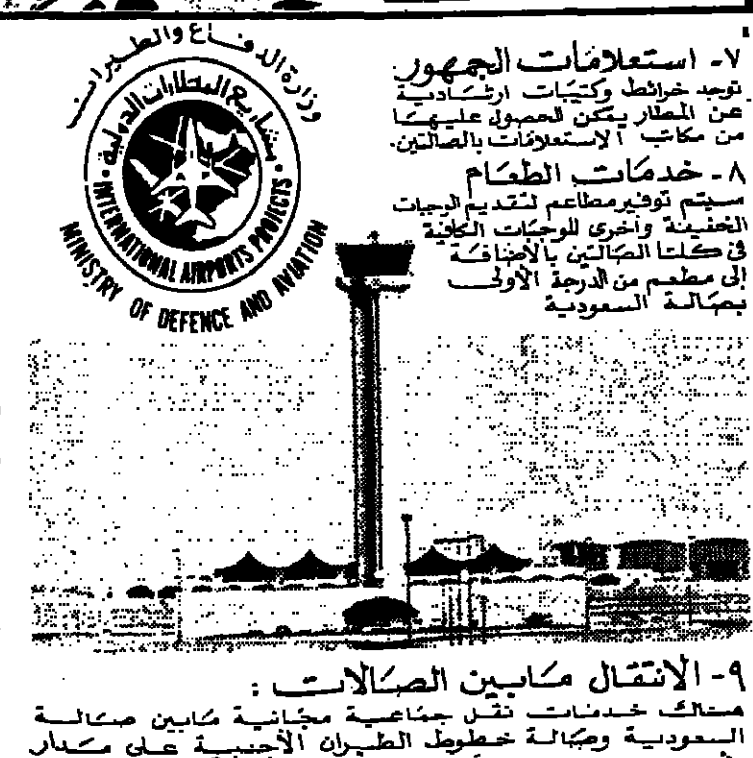 وزارة الدفاع والطيران
مشاريع المطارات الدولية
INTERNATIONAL AIRPORTS PROJECTS
MINISTRY OF DEFENCE AND AVIATION
٧- استعلامات الجمهور
توجد خرائط وكتيبات ارشادية
عن المطار يمكن الحصول عليها
من مكاتب الاستعلامات بالصالتين.
٨- خدمات الطعام
سيتم توفير مطاعم لتقديم الوجبات
الخفيفة وأخرى للوجبات الكافية
في كلتا الصالتين بالاضافة
إلى مطعم من الدرجة الأولى
بصالة السعودية
٩- الانتقال مابين الصالات :
هناك خدمات نقل جماعية مجانية مابين صالة
السعودية وصالة خطوط الطيران الأجنبية على مدار